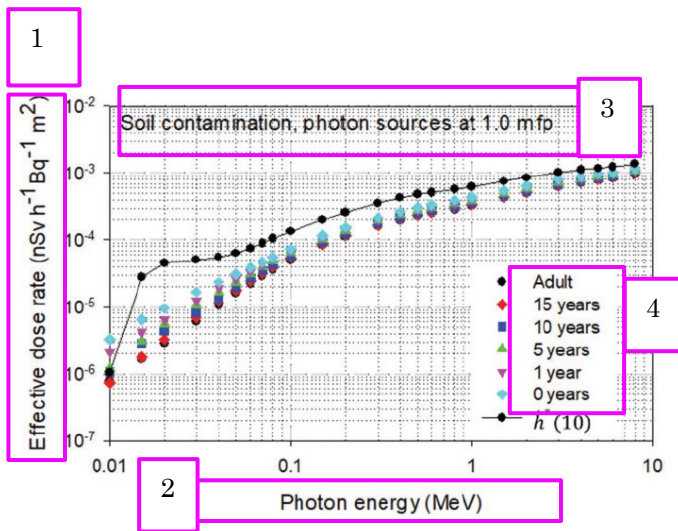 1
3
Soil contamination, photon sources at 1.0 mfp
Effective dose rate (nSv h⁻¹ Bq⁻¹ m²)
10⁻²
10⁻³
10⁻⁴
10⁻⁵
10⁻⁶
10⁻⁷
4
Adult
15 years
10 years
5 years
1 year
0 years
h (10)
0.01
0.1
1
10
2
Photon energy (MeV)